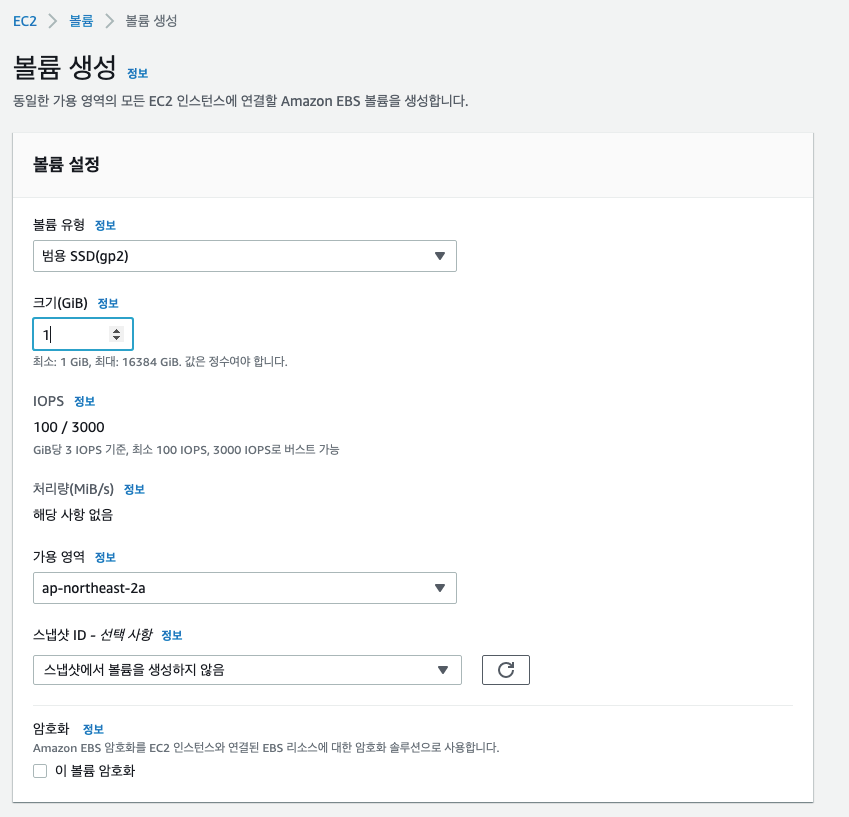 EC2 > 볼륨 > 볼륨 생성
볼륨 생성 정보
동일한 가용 영역의 모든 EC2 인스턴스에 연결할 Amazon EBS 볼륨을 생성합니다.
볼륨 설정
볼륨 유형 정보
범용 SSD(gp2)
크기(GiB) 정보
1
최소: 1 GiB, 최대: 16384 GiB. 값은 정수여야 합니다.
IOPS 정보
100 / 3000
GiB당 3 IOPS 기준, 최소 100 IOPS, 3000 IOPS로 버스트 가능
처리량(MiB/s) 정보
해당 사항 없음
가용 영역 정보
ap-northeast-2a
스냅샷 ID - 선택 사항 정보
스냅샷에서 볼륨을 생성하지 않음
암호화 정보
Amazon EBS 암호화를 EC2 인스턴스와 연결된 EBS 리소스에 대한 암호화 솔루션으로 사용합니다.
이 볼륨 암호화